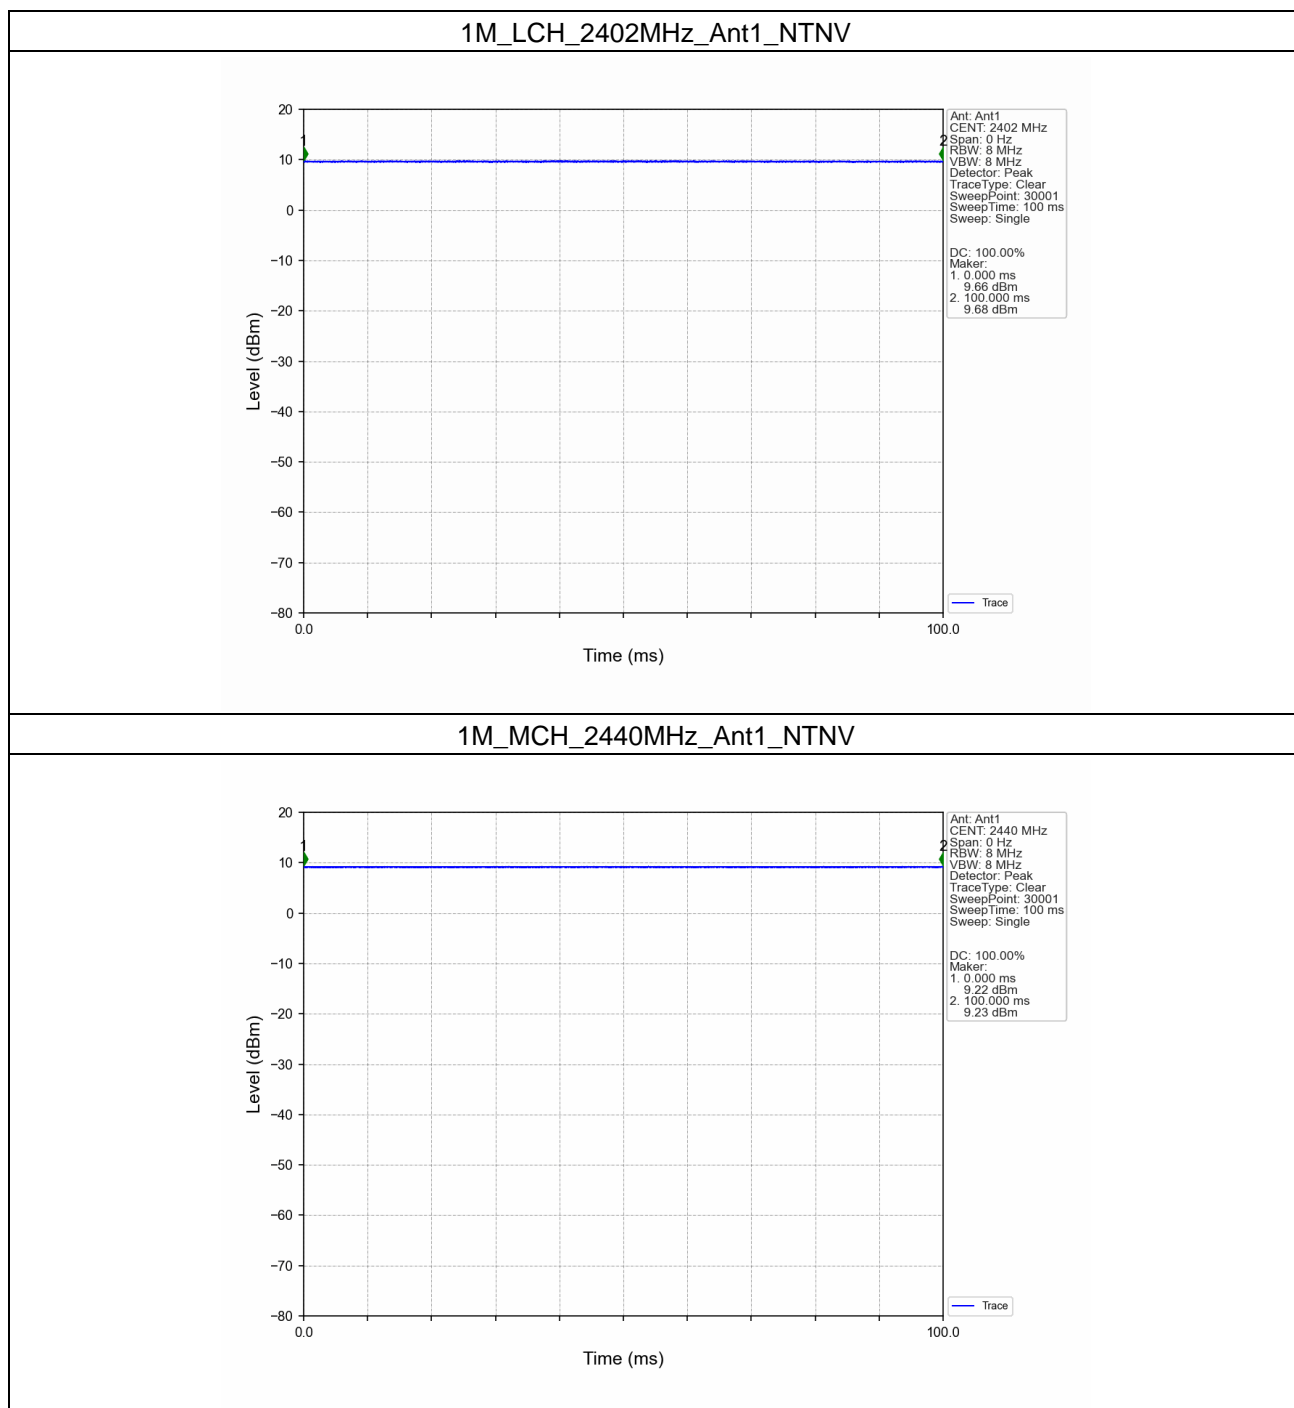 1M_LCH_2402MHz_Ant1_NTNV
20
10
0
−10
−20
−30
−40
−50
−60
−70
−80
Level (dBm)
1
2
0.0
100.0
Time (ms)
Ant: Ant1
CENT: 2402 MHz
Span: 0 Hz
RBW: 8 MHz
VBW: 8 MHz
Detector: Peak
TraceType: Clear
SweepPoint: 30001
SweepTime: 100 ms
Sweep: Single
DC: 100.00%
Maker:
1. 0.000 ms
9.66 dBm
2. 100.000 ms
9.68 dBm
Trace
1M_MCH_2440MHz_Ant1_NTNV
20
10
0
−10
−20
−30
−40
−50
−60
−70
−80
Level (dBm)
1
2
0.0
100.0
Time (ms)
Ant: Ant1
CENT: 2440 MHz
Span: 0 Hz
RBW: 8 MHz
VBW: 8 MHz
Detector: Peak
TraceType: Clear
SweepPoint: 30001
SweepTime: 100 ms
Sweep: Single
DC: 100.00%
Maker:
1. 0.000 ms
9.22 dBm
2. 100.000 ms
9.23 dBm
Trace